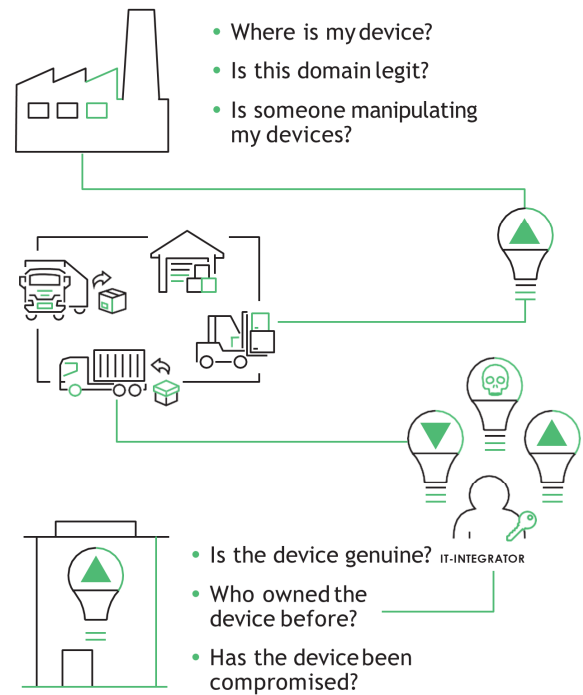 • Where is my device?
• Is this domain legit?
• Is someone manipulating
my devices?
• Is the device genuine?
IT-INTEGRATOR
• Who owned the
device before?
• Has the device been
compromised?